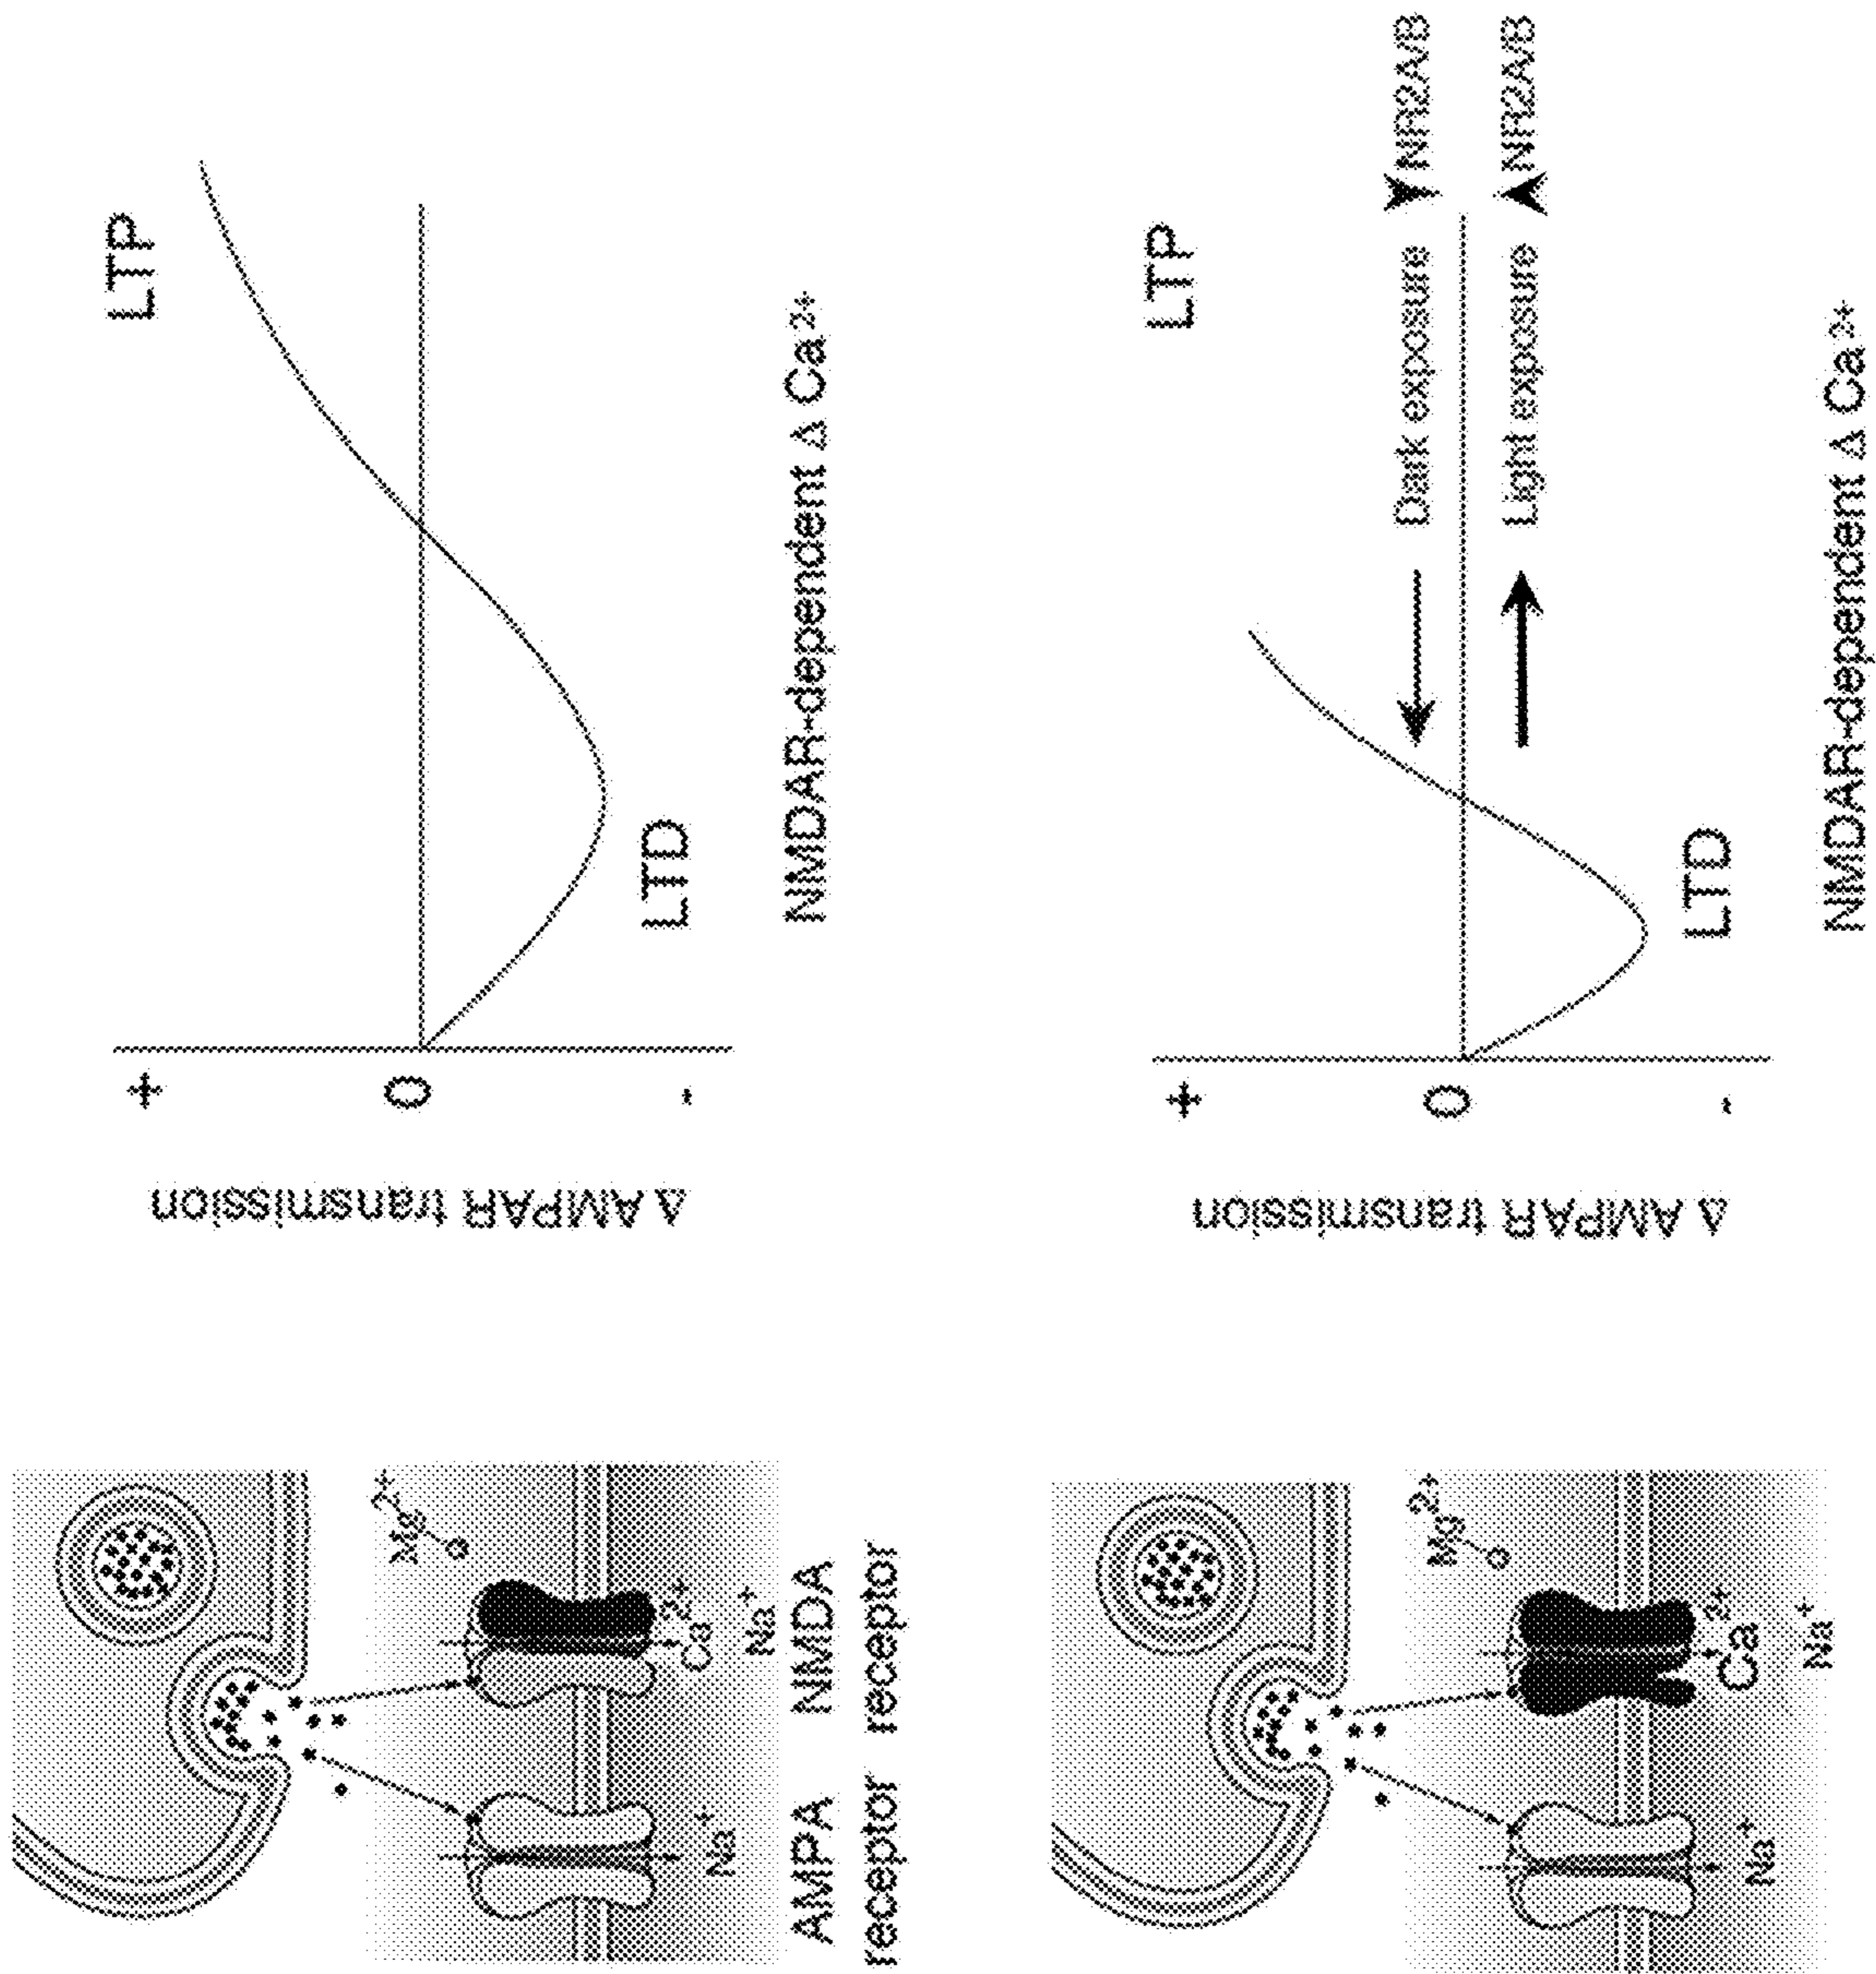 Mg2+
Na+
Ca2+
Na+
AMPA
receptor
NMDA
receptor
Δ AMPAR transmission
+
0
-
LTP
LTD
NMDAR-dependent Δ Ca2+
Mg2+
Na+
Ca2+
Na+
Δ AMPAR transmission
+
0
-
LTP
Dark exposure NR2A/B
Light exposure NR2A/B
LTD
NMDAR-dependent Δ Ca2+